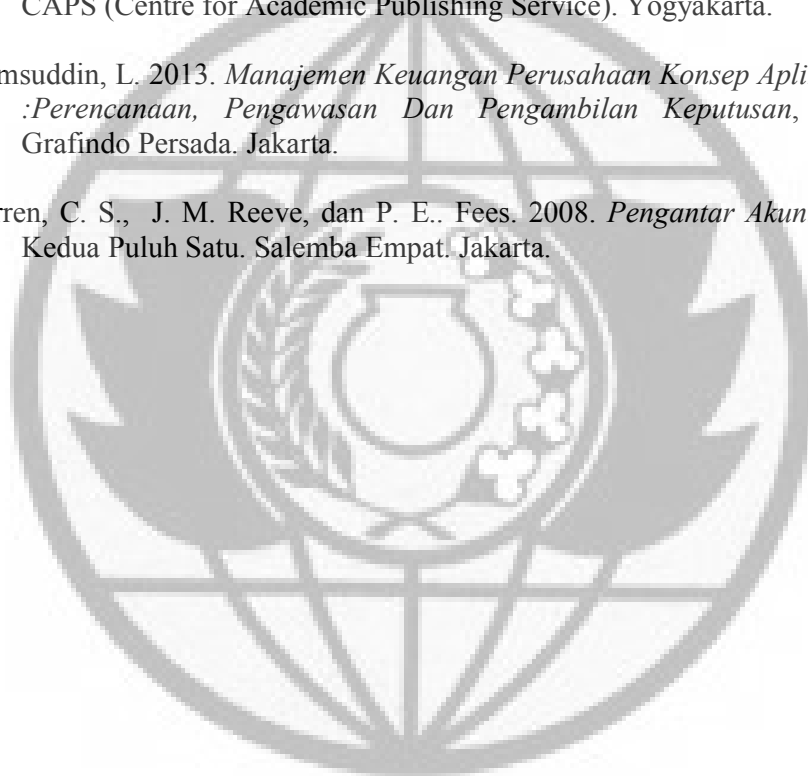 CAPS (Centre for Academic Publishing Service). Yogyakarta.
msuddin, L. 2013. Manajemen Keuangan Perusahaan Konsep Apli
:Perencanaan, Pengawasan Dan Pengambilan Keputusan,
Grafindo Persada. Jakarta.
rren, C. S., J. M. Reeve, dan P. E.. Fees. 2008. Pengantar Akun
Kedua Puluh Satu. Salemba Empat. Jakarta.